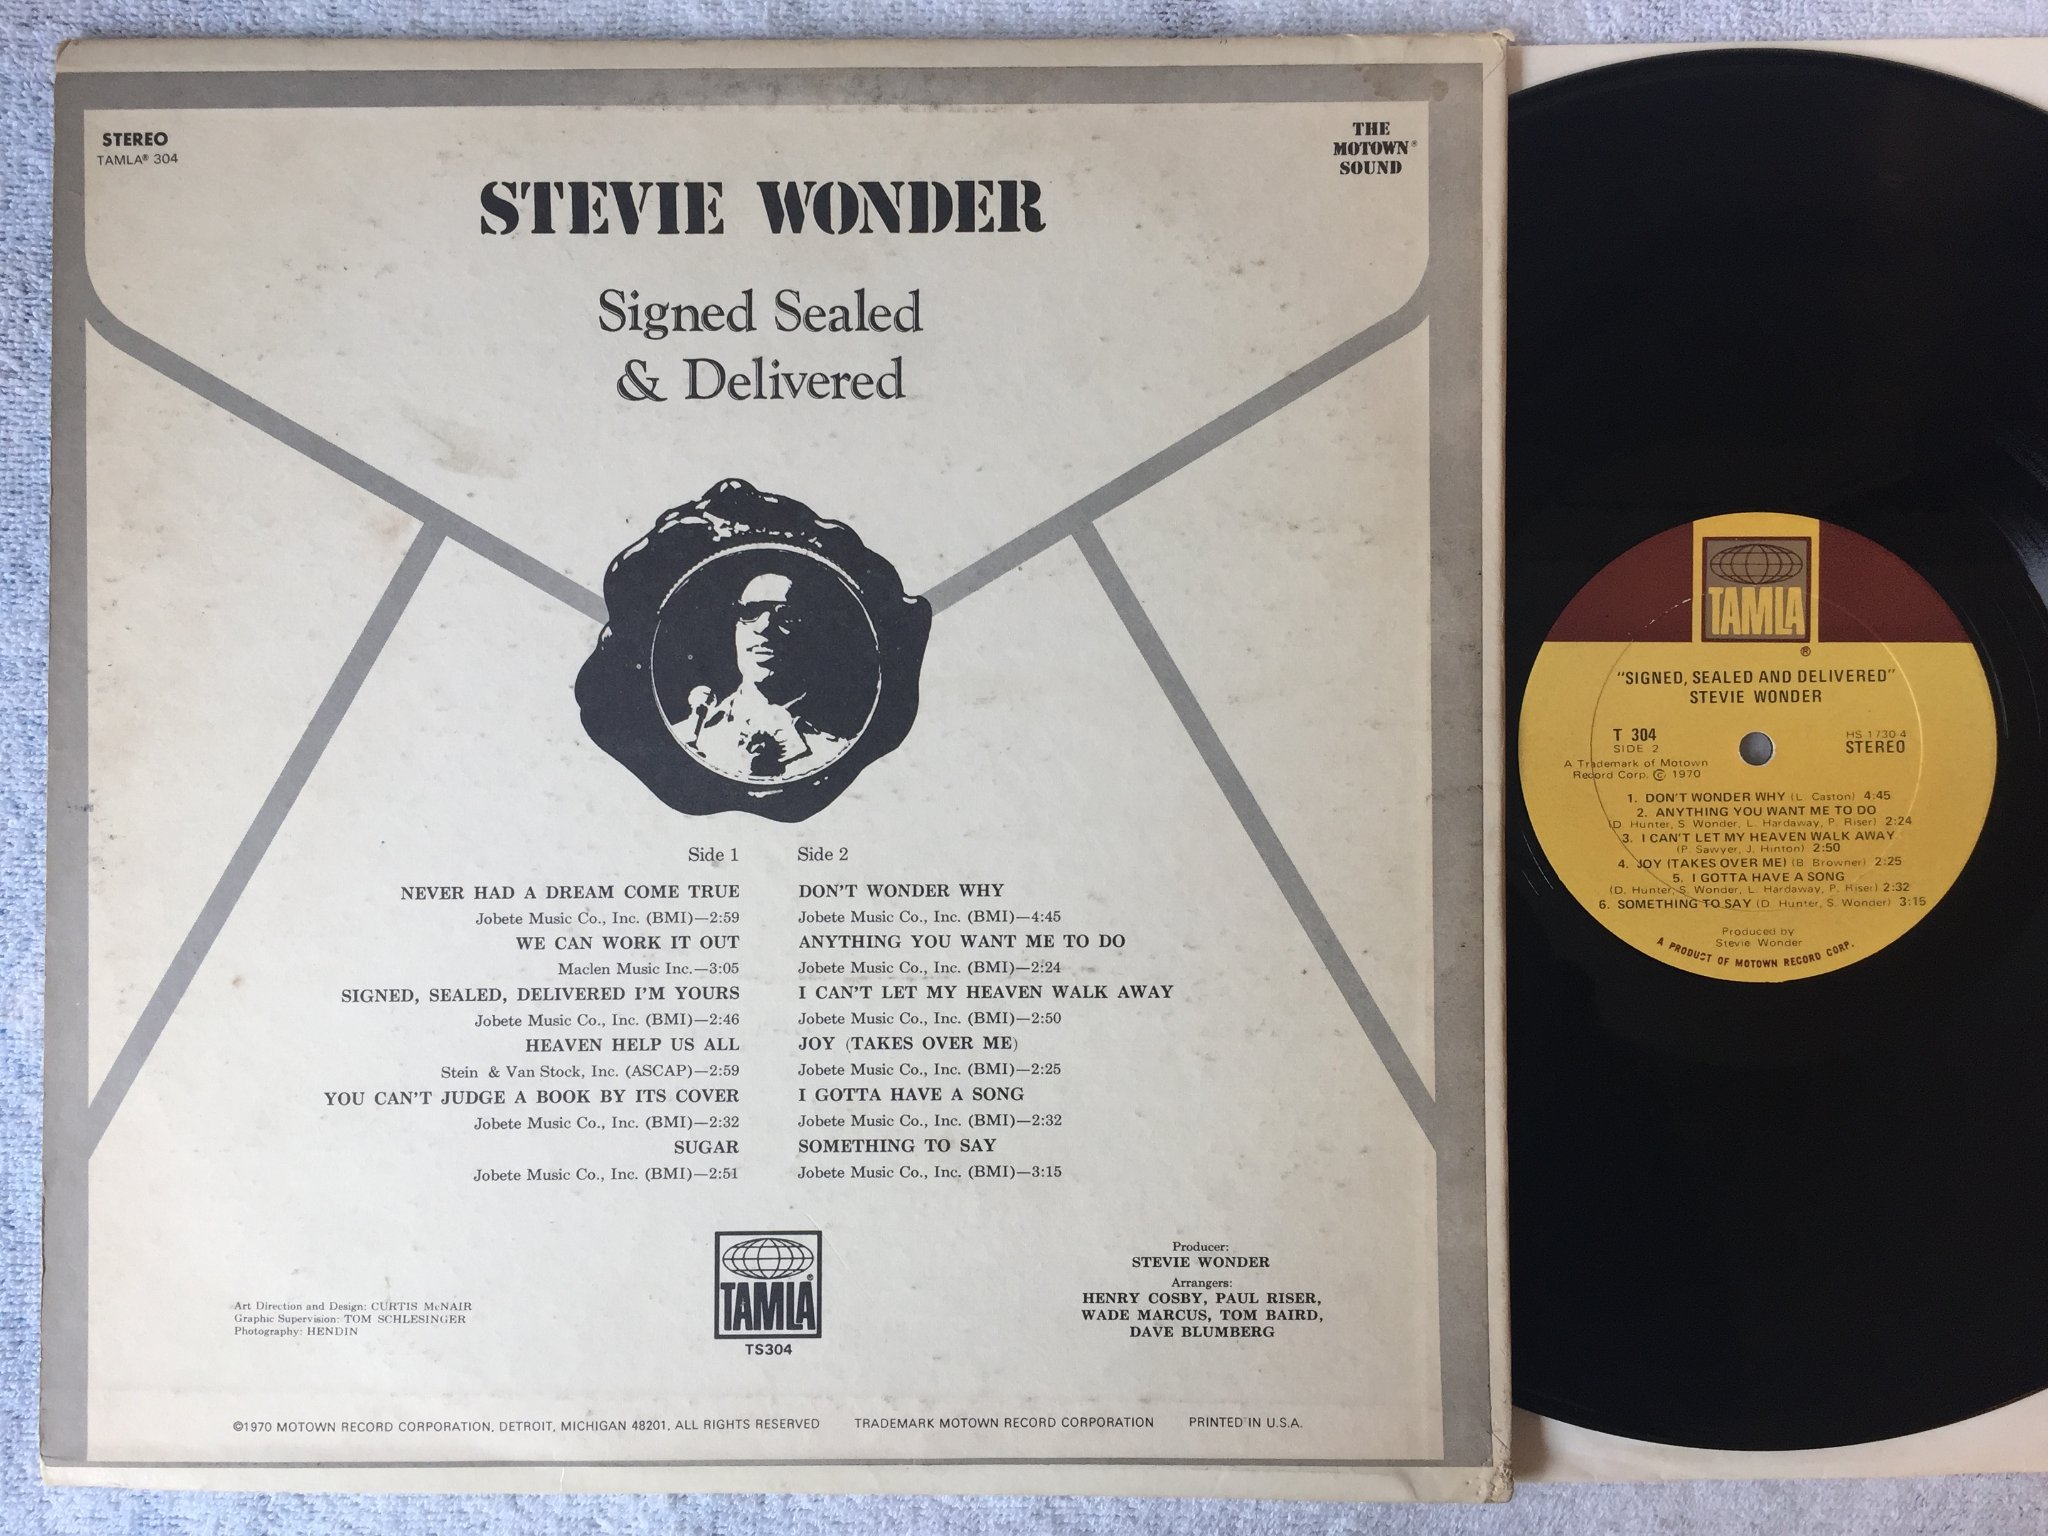 STEREO
TAMLA® 304
THE
MOTOWN®
SOUND
STEVIE WONDER
Signed Sealed
& Delivered
Side 1
NEVER HAD A DREAM COME TRUE
Jobete Music Co., Inc. (BMI)—2:59
WE CAN WORK IT OUT
Maclen Music Inc.—3:05
SIGNED, SEALED, DELIVERED I'M YOURS
Jobete Music Co., Inc. (BMI)—2:46
HEAVEN HELP US ALL
Stein & Van Stock, Inc. (ASCAP)—2:59
YOU CAN'T JUDGE A BOOK BY ITS COVER
Jobete Music Co., Inc. (BMI)—2:32
SUGAR
Jobete Music Co., Inc. (BMI)—2:51
Side 2
DON'T WONDER WHY
Jobete Music Co., Inc. (BMI)—4:45
ANYTHING YOU WANT ME TO DO
Jobete Music Co., Inc. (BMI)—2:24
I CAN'T LET MY HEAVEN WALK AWAY
Jobete Music Co., Inc. (BMI)—2:50
JOY (TAKES OVER ME)
Jobete Music Co., Inc. (BMI)—2:25
I GOTTA HAVE A SONG
Jobete Music Co., Inc. (BMI)—2:32
SOMETHING TO SAY
Jobete Music Co., Inc. (BMI)—3:15
Art Direction and Design: CURTIS McNAIR
Graphic Supervision: TOM SCHLESINGER
Photography: HENDIN
TAMLA®
TS304
Producer:
STEVIE WONDER
Arrangers:
HENRY COSBY, PAUL RISER,
WADE MARCUS, TOM BAIRD,
DAVE BLUMBERG
©1970 MOTOWN RECORD CORPORATION, DETROIT, MICHIGAN 48201, ALL RIGHTS RESERVED TRADEMARK MOTOWN RECORD CORPORATION PRINTED IN U.S.A.
TAMLA
®
"SIGNED, SEALED AND DELIVERED"
STEVIE WONDER
T 304
SIDE 2
A Trademark of Motown
Record Corp. © 1970
HS 1730 4
STEREO
1. DON'T WONDER WHY (L. Caston) 4:45
2. ANYTHING YOU WANT ME TO DO
(D Hunter, S. Wonder, L. Hardaway, P. Riser) 2:24
3. I CAN'T LET MY HEAVEN WALK AWAY
(P. Sawyer, J. Hinton) 2:50
4. JOY (TAKES OVER ME) (B Browner) 2:25
5. I GOTTA HAVE A SONG
(D. Hunter, S. Wonder, L. Hardaway, P. Riser) 2:32
6. SOMETHING TO SAY (D. Hunter, S. Wonder) 3:15
Produced by
Stevie Wonder
A PRODUCT OF MOTOWN RECORD CORP.